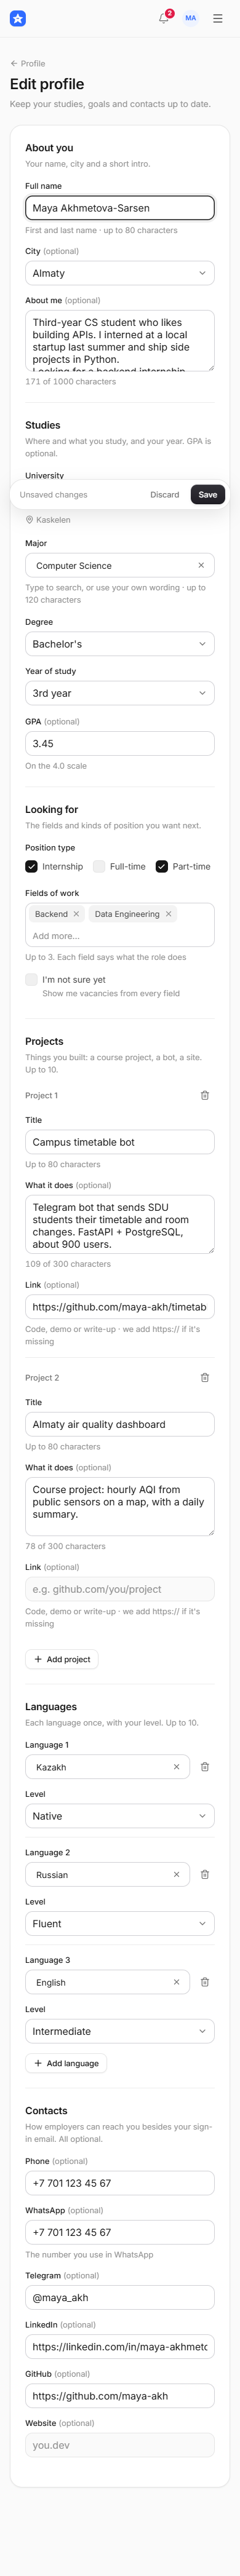 2
MA
Profile
Edit profile
Keep your studies, goals and contacts up to date.
About you
Your name, city and a short intro.
Full name
Maya Akhmetova-Sarsen
First and last name · up to 80 characters
City (optional)
Almaty
About me (optional)
Third-year CS student who likes
building APIs. I interned at a local
startup last summer and ship side
projects in Python.
171 of 1000 characters
Studies
Where and what you study, and your year. GPA is
optional.
University
Unsaved changes
Discard
Save
Kaskelen
Major
Computer Science
Type to search, or use your own wording · up to
120 characters
Degree
Bachelor's
Year of study
3rd year
GPA (optional)
3.45
On the 4.0 scale
Looking for
The fields and kinds of position you want next.
Position type
Internship
Full-time
Part-time
Fields of work
Backend
Data Engineering
Add more...
Up to 3. Each field says what the role does
I'm not sure yet
Show me vacancies from every field
Projects
Things you built: a course project, a bot, a site.
Up to 10.
Project 1
Title
Campus timetable bot
Up to 80 characters
What it does (optional)
Telegram bot that sends SDU
students their timetable and room
changes. FastAPI + PostgreSQL,
about 900 users.
109 of 300 characters
Link (optional)
https://github.com/maya-akh/timetab
Code, demo or write-up · we add https:// if it's
missing
Project 2
Title
Almaty air quality dashboard
Up to 80 characters
What it does (optional)
Course project: hourly AQI from
public sensors on a map, with a daily
summary.
78 of 300 characters
Link (optional)
e.g. github.com/you/project
Code, demo or write-up · we add https:// if it's
missing
Add project
Languages
Each language once, with your level. Up to 10.
Language 1
Kazakh
Level
Native
Language 2
Russian
Level
Fluent
Language 3
English
Level
Intermediate
Add language
Contacts
How employers can reach you besides your sign-
in email. All optional.
Phone (optional)
+7 701 123 45 67
WhatsApp (optional)
+7 701 123 45 67
The number you use in WhatsApp
Telegram (optional)
@maya_akh
LinkedIn (optional)
https://linkedin.com/in/maya-akhmetc
GitHub (optional)
https://github.com/maya-akh
Website (optional)
you.dev